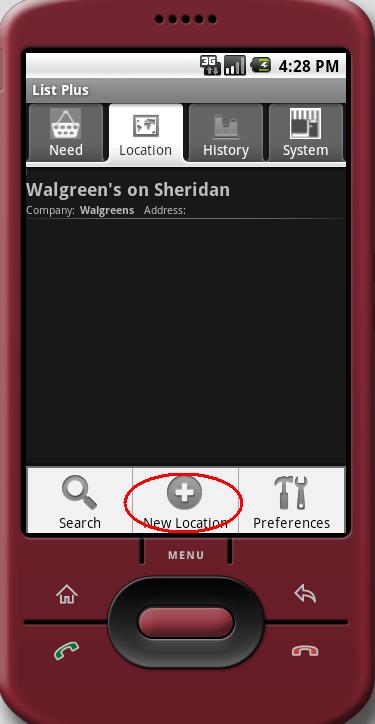 3G 4:28 PM
List Plus
Need Location History System
Walgreen's on Sheridan
Company: Walgreens Address:
Search New Location Preferences
MENU